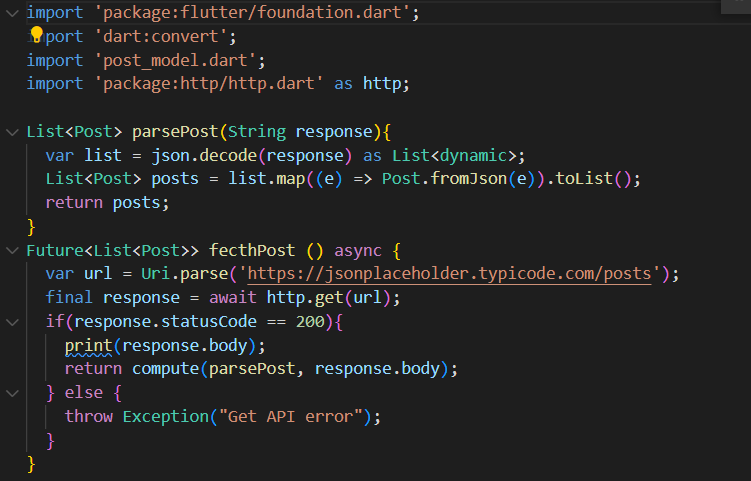 import 'package:flutter/foundation.dart';
import 'dart:convert';
import 'post_model.dart';
import 'package:http/http.dart' as http;

List<Post> parsePost(String response){
  var list = json.decode(response) as List<dynamic>;
  List<Post> posts = list.map((e) => Post.fromJson(e)).toList();
  return posts;
}
Future<List<Post>> fecthPost () async {
  var url = Uri.parse('https://jsonplaceholder.typicode.com/posts');
  final response = await http.get(url);
  if(response.statusCode == 200){
    print(response.body);
    return compute(parsePost, response.body);
  } else {
    throw Exception("Get API error");
  }
}